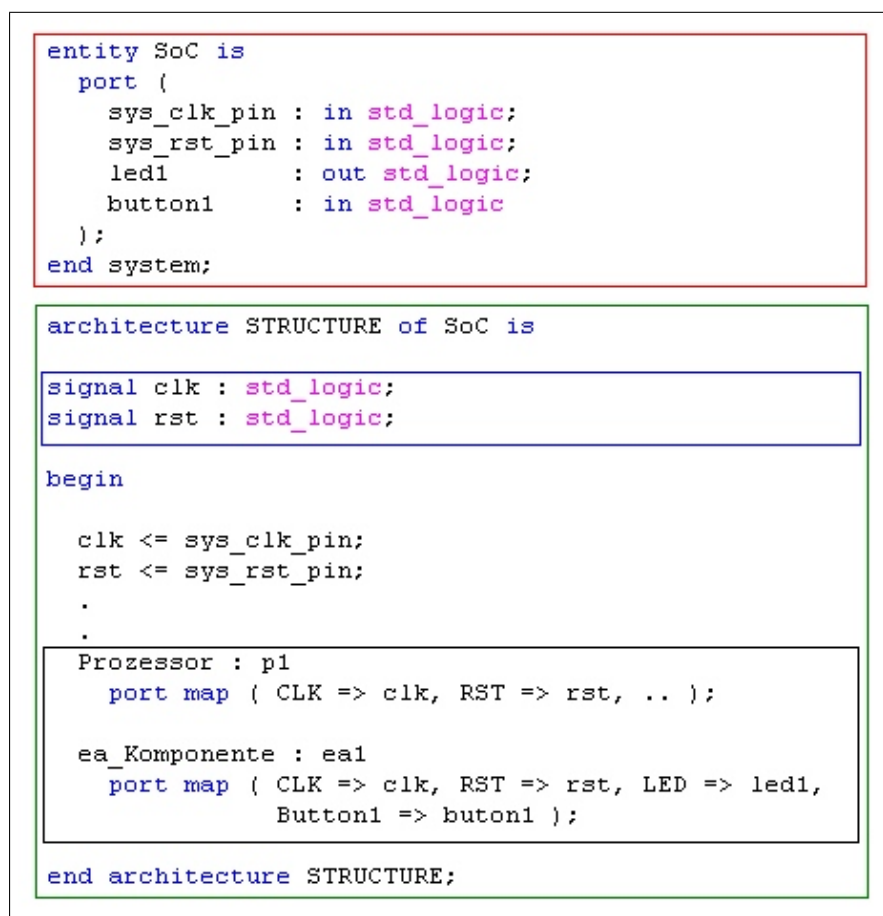 entity SoC is
port (
sys_clk_pin : in std_logic;
sys_rst_pin : in std_logic;
led1 : out std_logic;
button1 : in std_logic
);
end system;
architecture STRUCTURE of SoC is
signal clk : std_logic;
signal rst : std_logic;
begin
clk <= sys_clk_pin;
rst <= sys_rst_pin;
.
.
Prozessor : p1
port map ( CLK => clk, RST => rst, .. );
ea_Komponente : ea1
port map ( CLK => clk, RST => rst, LED => led1,
Button1 => buton1 );
end architecture STRUCTURE;